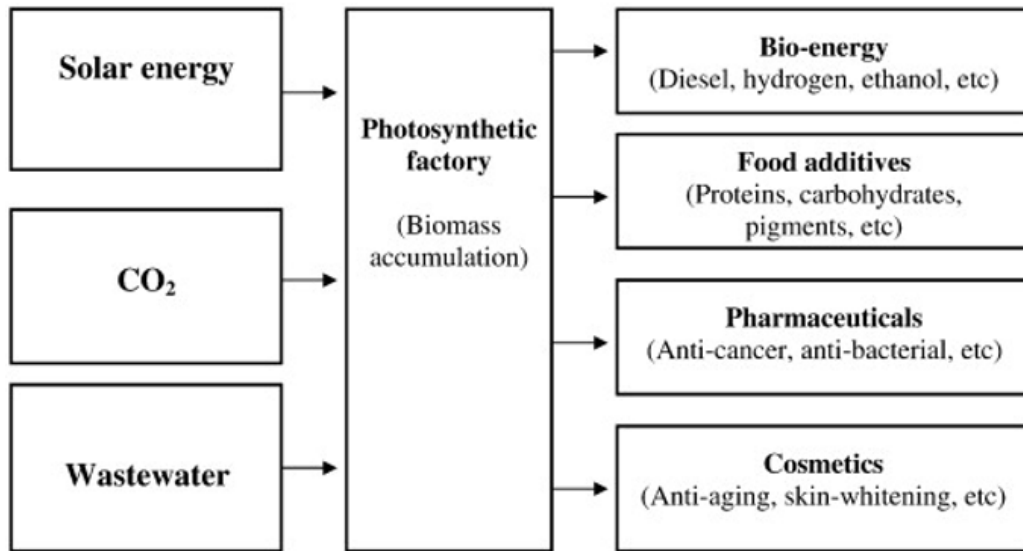 Solar energy
CO₂
Wastewater
Photosynthetic
factory
(Biomass
accumulation)
Bio-energy
(Diesel, hydrogen, ethanol, etc)
Food additives
(Proteins, carbohydrates,
pigments, etc)
Pharmaceuticals
(Anti-cancer, anti-bacterial, etc)
Cosmetics
(Anti-aging, skin-whitening, etc)